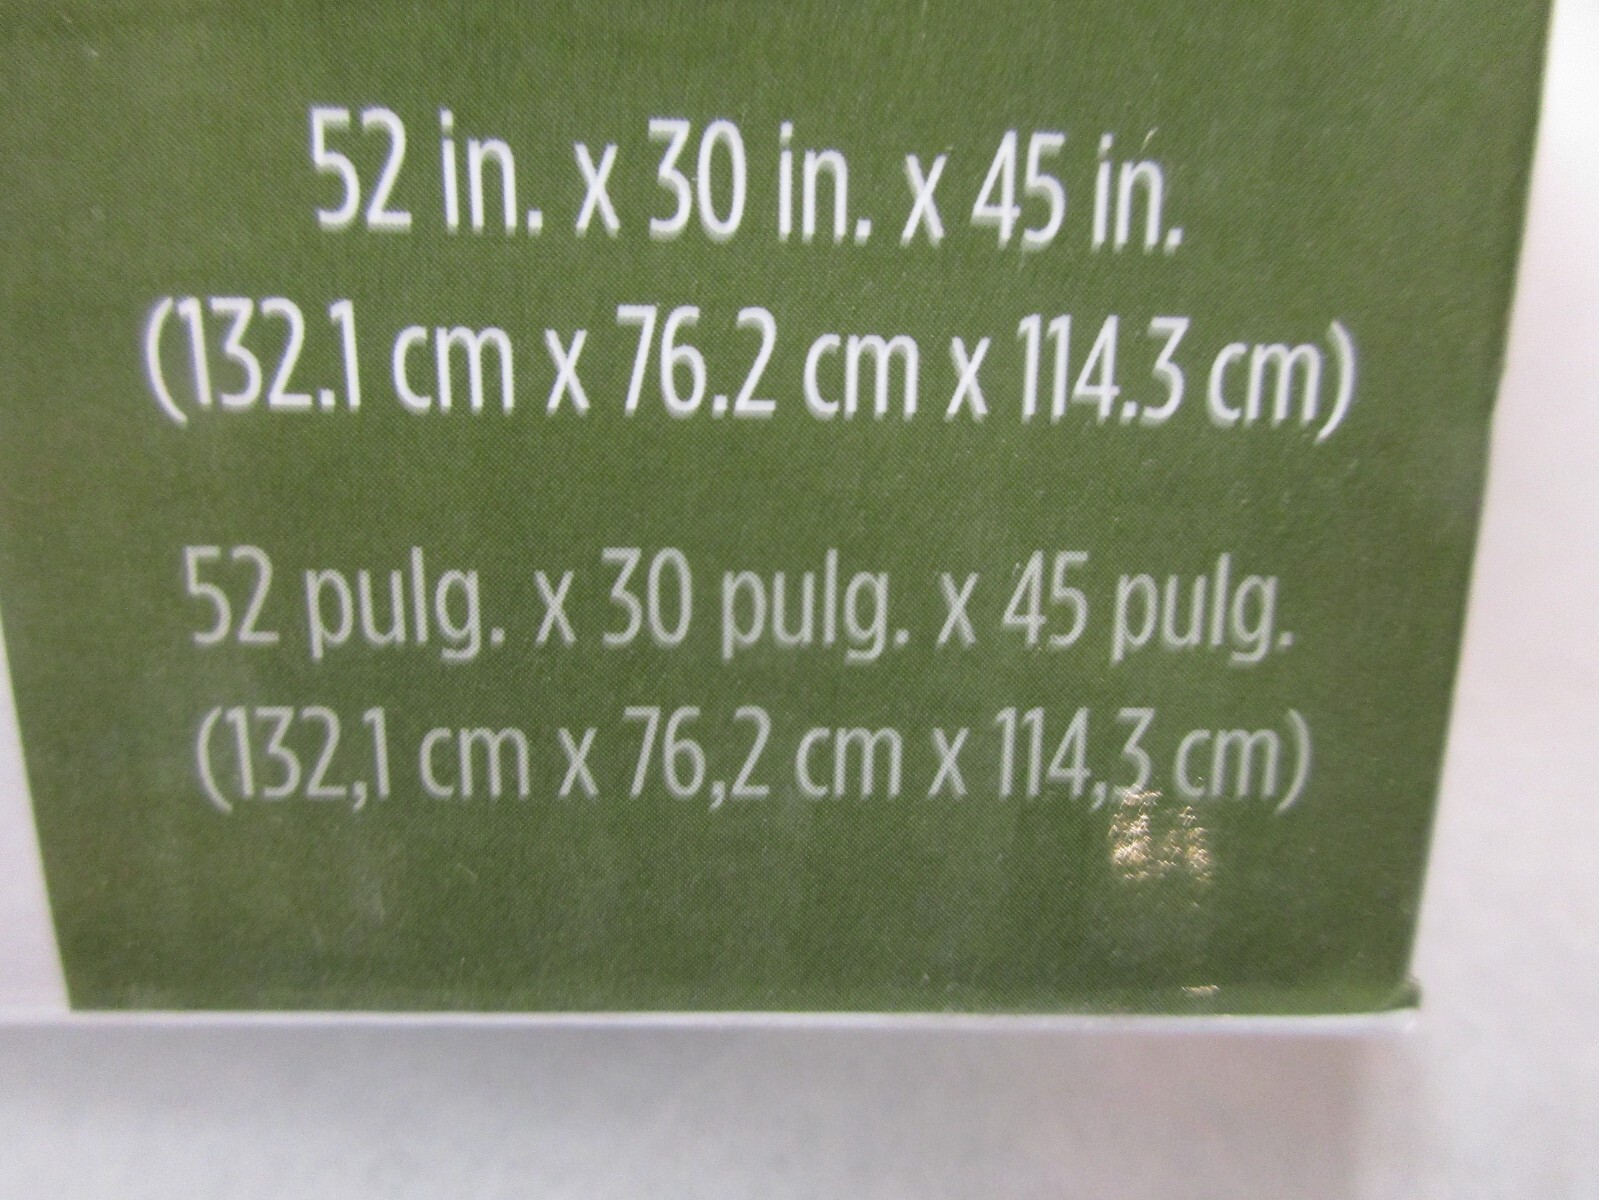 52 in. x 30 in. x 45 in.
(132.1 cm x 76.2 cm x 114.3 cm)
52 pulg. x 30 pulg. x 45 pulg.
(132,1 cm x 76,2 cm x 114,3 cm)